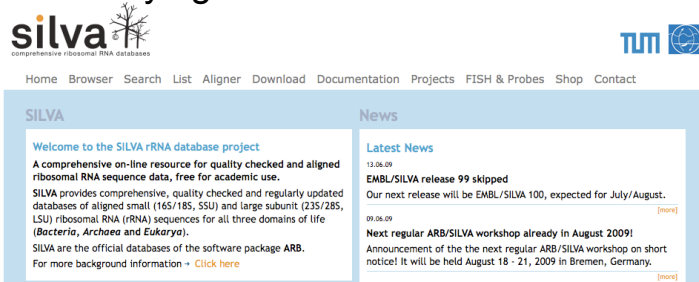 silva
comprehensive ribosomal RNA databases
TUM
Home Browser Search List Aligner Download Documentation Projects FISH & Probes Shop Contact
SILVA
Welcome to the SILVA rRNA database project
A comprehensive on-line resource for quality checked and aligned
ribosomal RNA sequence data, free for academic use.
SILVA provides comprehensive, quality checked and regularly updated
databases of aligned small (16S/18S, SSU) and large subunit (23S/28S,
LSU) ribosomal RNA (rRNA) sequences for all three domains of life
(Bacteria, Archaea and Eukarya).
SILVA are the official databases of the software package ARB.
For more background information → Click here
News
Latest News
13.06.09
EMBL/SILVA release 99 skipped
Our next release will be EMBL/SILVA 100, expected for July/August.
[more]
09.06.09
Next regular ARB/SILVA workshop already in August 2009!
Announcement of the the next regular ARB/SILVA workshop on short
notice! It will be held August 18 - 21, 2009 in Bremen, Germany.
[more]